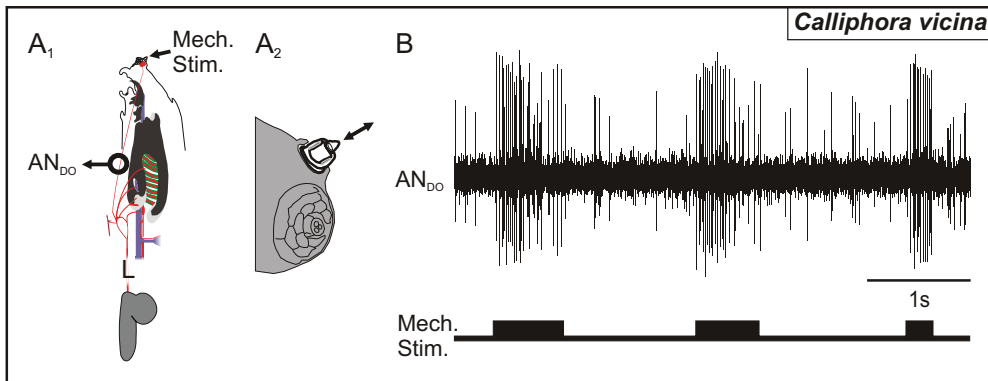 Calliphora vicina
A1
Mech.
Stim.
ANDO
L
A2
B
ANDO
1s
Mech.
Stim.